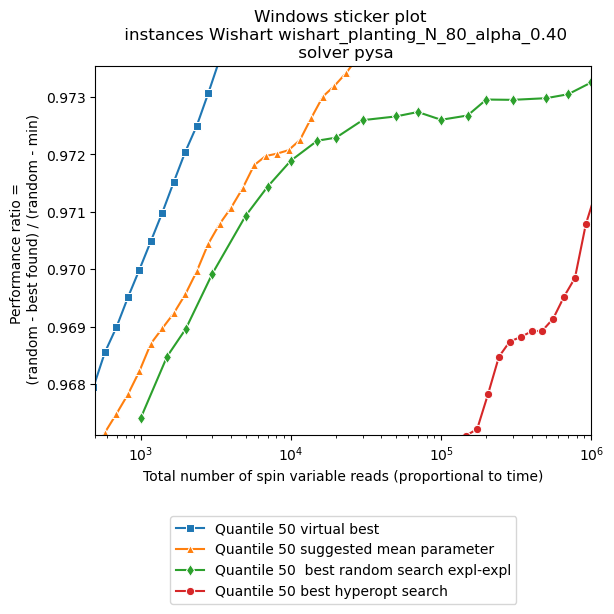 Windows sticker plot
instances Wishart wishart_planting_N_80_alpha_0.40
solver pysa
Performance ratio =
(random - best found) / (random - min)
0.973
0.972
0.971
0.970
0.969
0.968
10³
10⁴
10⁵
10⁶
Total number of spin variable reads (proportional to time)
Quantile 50 virtual best
Quantile 50 suggested mean parameter
Quantile 50  best random search expl-expl
Quantile 50 best hyperopt search